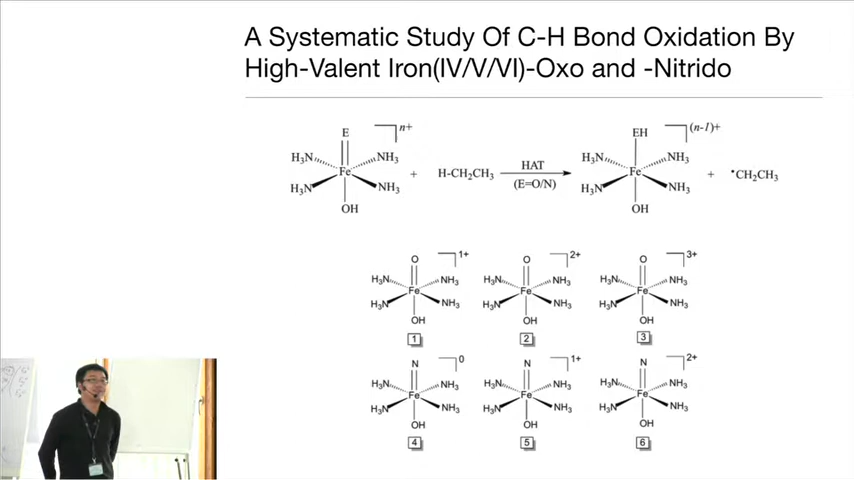 A Systematic Study Of C-H Bond Oxidation By
High-Valent Iron(IV/V/VI)-Oxo and -Nitrido
E n+ EH (n-1)+
H₃N NH₃ H₃N NH₃
Fe + H-CH₂CH₃ HAT Fe + •CH₂CH₃
(E=O/N)
H₃N NH₃ H₃N NH₃
OH OH
O 1+ O 2+ O 3+
H₃N NH₃ H₃N NH₃ H₃N NH₃
Fe Fe Fe
H₃N NH₃ H₃N NH₃ H₃N NH₃
OH OH OH
1 2 3
N 0 N 1+ N 2+
H₃N NH₃ H₃N NH₃ H₃N NH₃
Fe Fe Fe
H₃N NH₃ H₃N NH₃ H₃N NH₃
OH OH OH
4 5 6